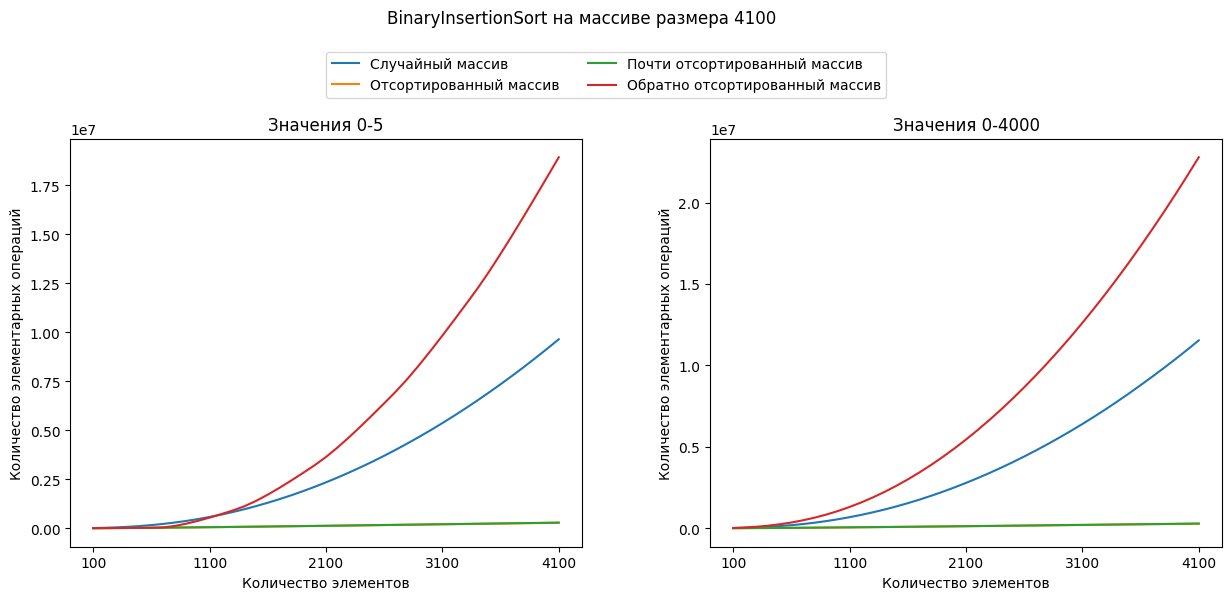 BinaryInsertionSort на массиве размера 4100
Случайный массив
Отсортированный массив
Почти отсортированный массив
Обратно отсортированный массив
Значения 0-5
1e7
1.75
1.50
1.25
1.00
0.75
0.50
0.25
0.00
Количество элементарных операций
100 1100 2100 3100 4100
Количество элементов
Значения 0-4000
1e7
2.0
1.5
1.0
0.5
0.0
Количество элементарных операций
100 1100 2100 3100 4100
Количество элементов